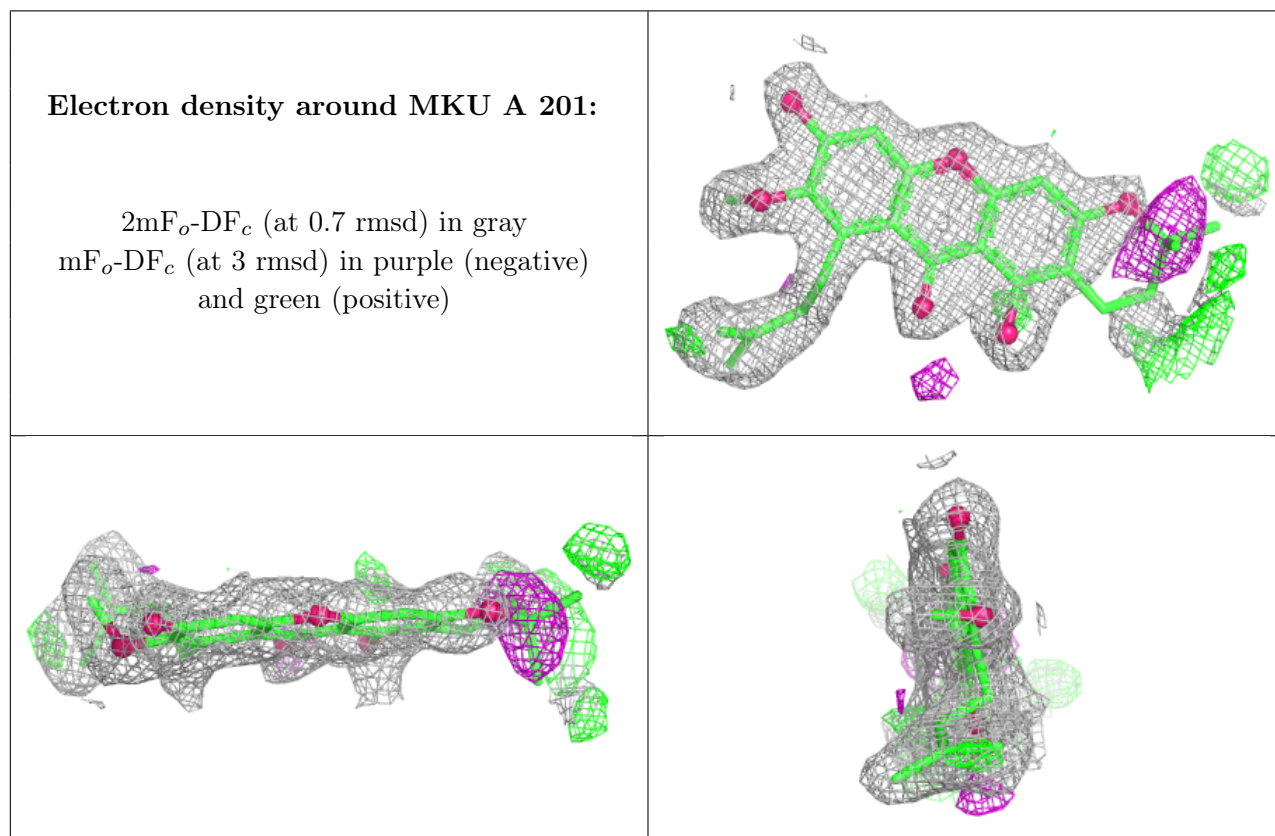 Electron density around MKU A 201:
2mFo-DFc (at 0.7 rmsd) in gray
mFo-DFc (at 3 rmsd) in purple (negative)
and green (positive)